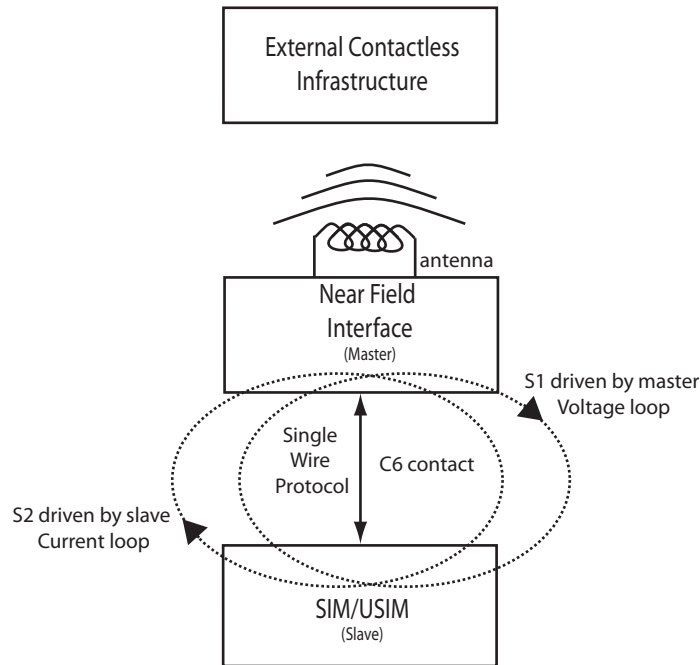 External Contactless
Infrastructure
antenna
Near Field
Interface
(Master)
S1 driven by master
Voltage loop
Single
Wire
Protocol
C6 contact
S2 driven by slave
Current loop
SIM/USIM
(Slave)